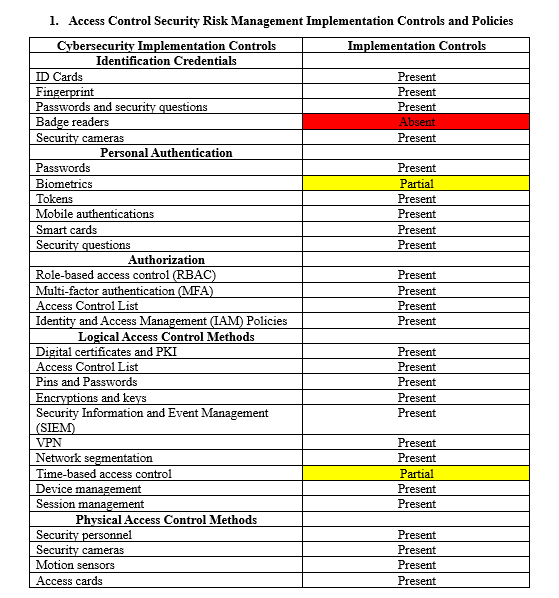 1. Access Control Security Risk Management Implementation Controls and Policies
Cybersecurity Implementation Controls Implementation Controls
Identification Credentials
ID Cards Present
Fingerprint Present
Passwords and security questions Present
Badge readers Absent
Security cameras Present
Personal Authentication
Passwords Present
Biometrics Partial
Tokens Present
Mobile authentications Present
Smart cards Present
Security questions Present
Authorization
Role-based access control (RBAC) Present
Multi-factor authentication (MFA) Present
Access Control List Present
Identity and Access Management (IAM) Policies Present
Logical Access Control Methods
Digital certificates and PKI Present
Access Control List Present
Pins and Passwords Present
Encryptions and keys Present
Security Information and Event Management Present
(SIEM)
VPN Present
Network segmentation Present
Time-based access control Partial
Device management Present
Session management Present
Physical Access Control Methods
Security personnel Present
Security cameras Present
Motion sensors Present
Access cards Present